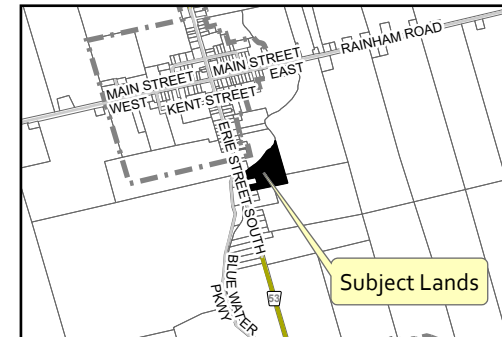 RAINHAM ROAD
MAIN STREET EAST
MAIN STREET WEST
KENT STREET
ERIE STREET SOUTH
BLUE WATER PKWY
53
Subject Lands